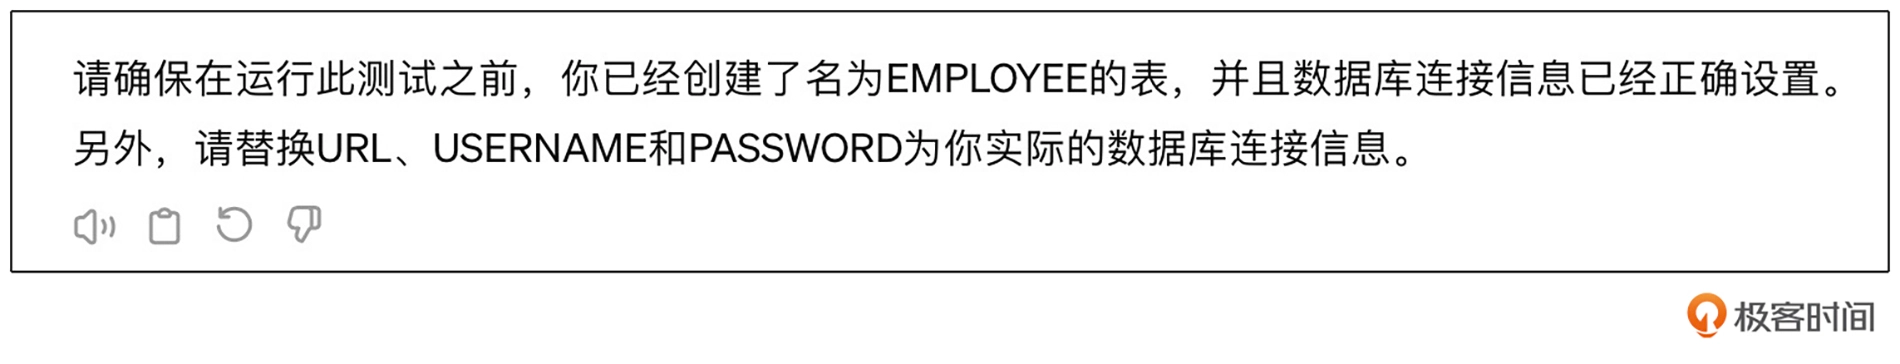 请确保在运行此测试之前，你已经创建了名为EMPLOYEE的表，并且数据库连接信息已经正确设置。
另外，请替换URL、USERNAME和PASSWORD为你实际的数据库连接信息。
极客时间